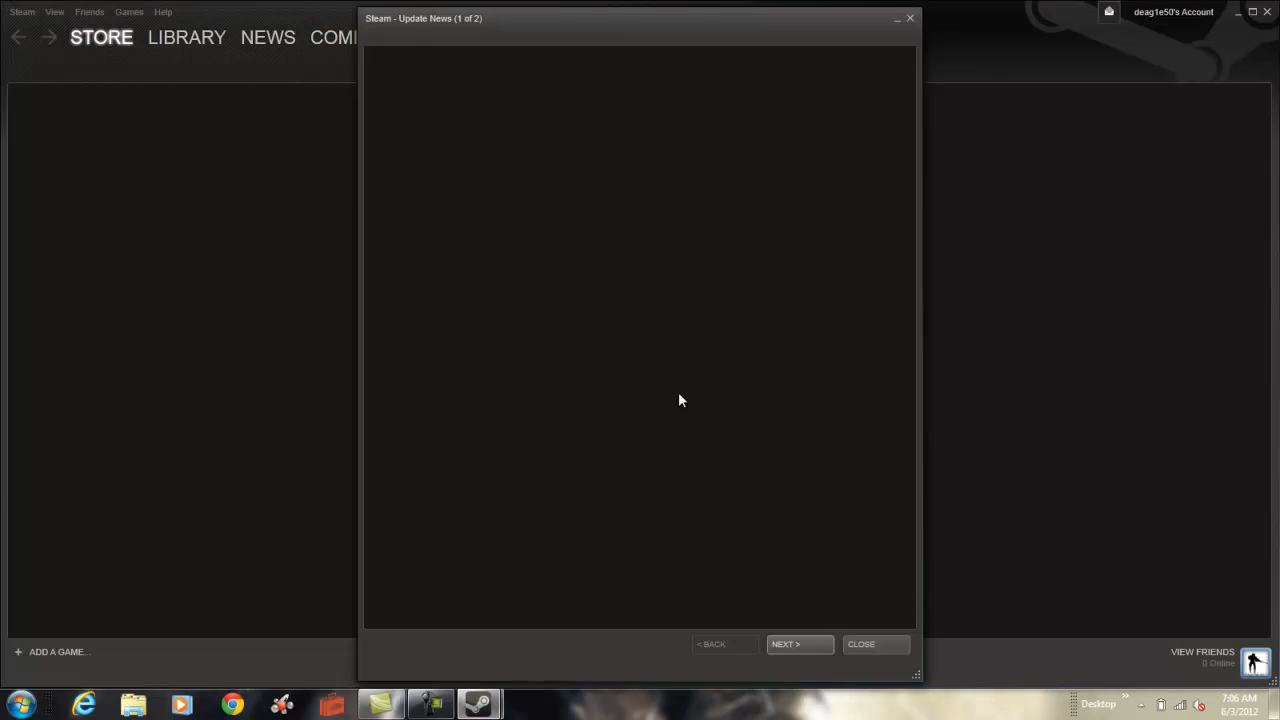 Steam View Friends Games Help
Steam - Update News (1 of 2)
deag1e50's Account
STORE LIBRARY NEWS COM
< BACK NEXT > CLOSE
+ ADD A GAME...
VIEW FRIENDS
0 Online
Desktop
7:06 AM
6/3/2012